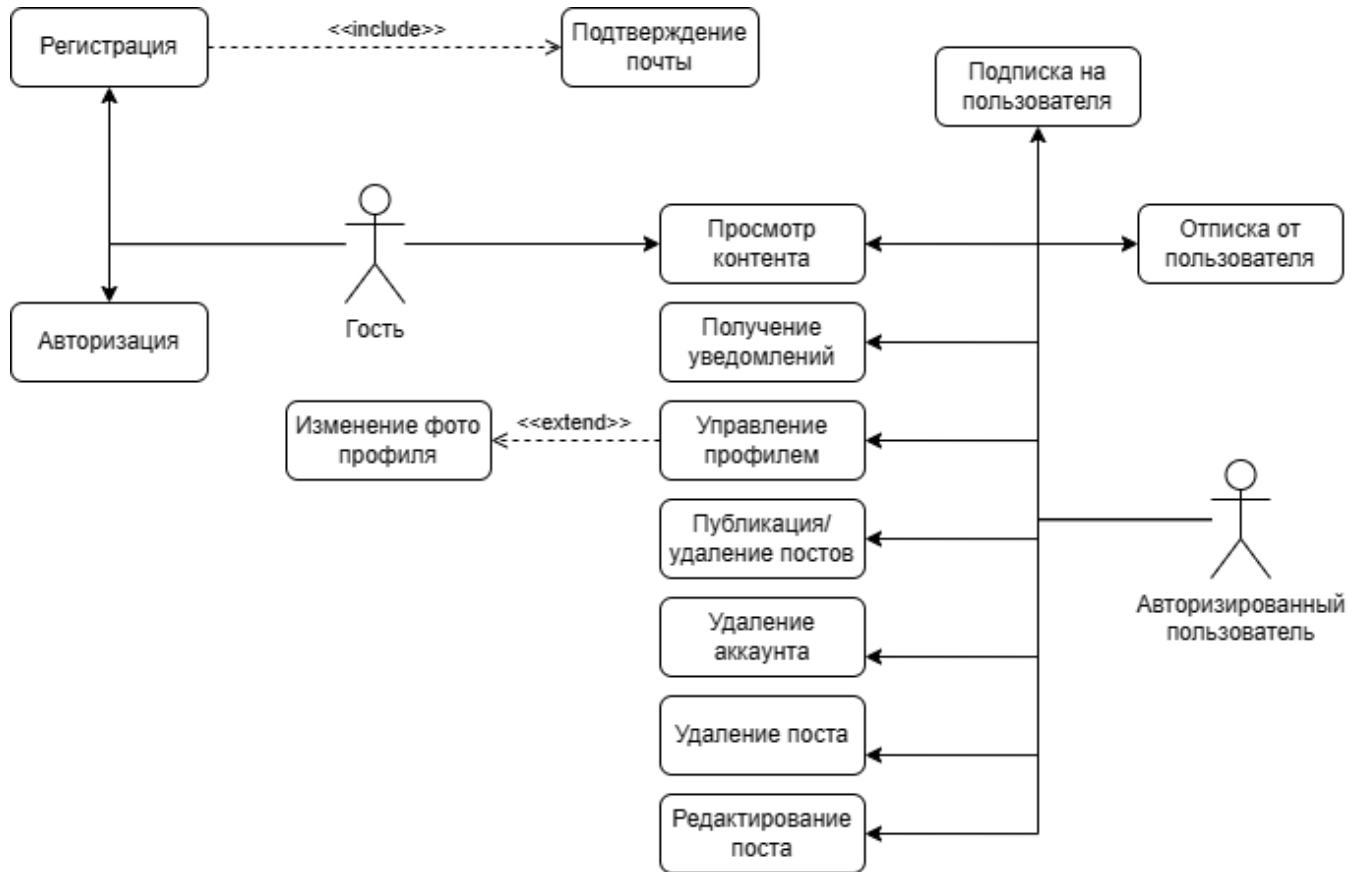 Регистрация
<<include>>
Подтверждение
почты
Подписка на
пользователя
Просмотр
контента
Отписка от
пользователя
Авторизация
Гость
Получение
уведомлений
Изменение фото
профиля
<<extend>>
Управление
профилем
Публикация/
удаление постов
Авторизированный
пользователь
Удаление
аккаунта
Удаление поста
Редактирование
поста